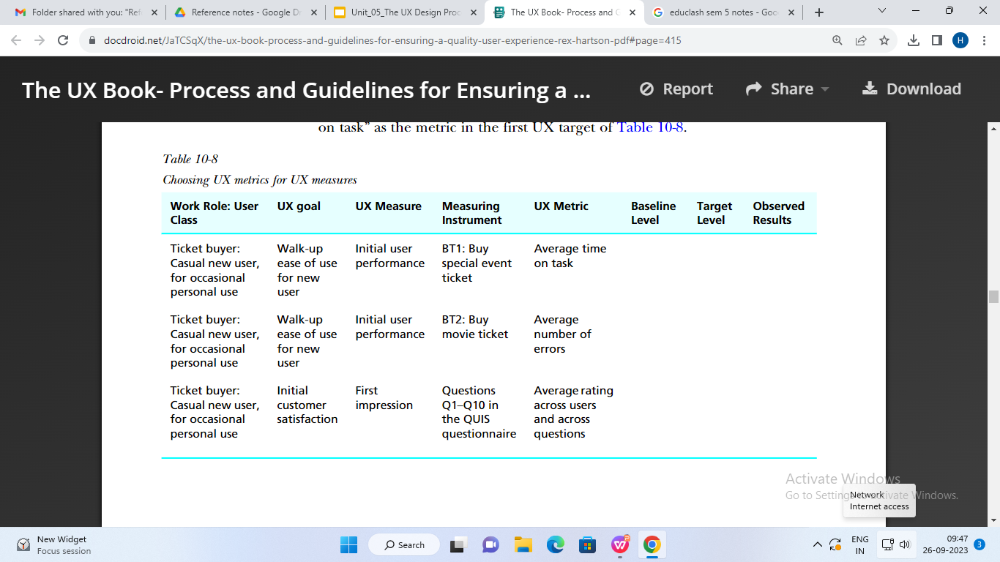 Folder shared with you: "Ref
Reference notes - Google Dr
Unit_05_The UX Design Proc
The UX Book- Process and G
educlash sem 5 notes - Goo
docdroid.net/JaTCSqX/the-ux-book-process-and-guidelines-for-ensuring-a-quality-user-experience-rex-hartson-pdf#page=415
H
The UX Book- Process and Guidelines for Ensuring a ...
Report
Share
Download
on task” as the metric in the first UX target of Table 10-8.
Table 10-8
Choosing UX metrics for UX measures
Work Role: User UX goal UX Measure Measuring UX Metric Baseline Target Observed
Class Instrument Level Level Results
Ticket buyer: Walk-up Initial user BT1: Buy Average time
Casual new user, ease of use performance special event on task
for occasional for new ticket
personal use user
Ticket buyer: Walk-up Initial user BT2: Buy Average
Casual new user, ease of use performance movie ticket number of
for occasional for new errors
personal use user
Ticket buyer: Initial First Questions Average rating
Casual new user, customer impression Q1–Q10 in across users
for occasional satisfaction the QUIS and across
personal use questionnaire questions
Activate Windows
Go to Settings to activate Windows.
Network
Internet access
New Widget
Focus session
Search
ENG
IN
09:47
26-09-2023
3